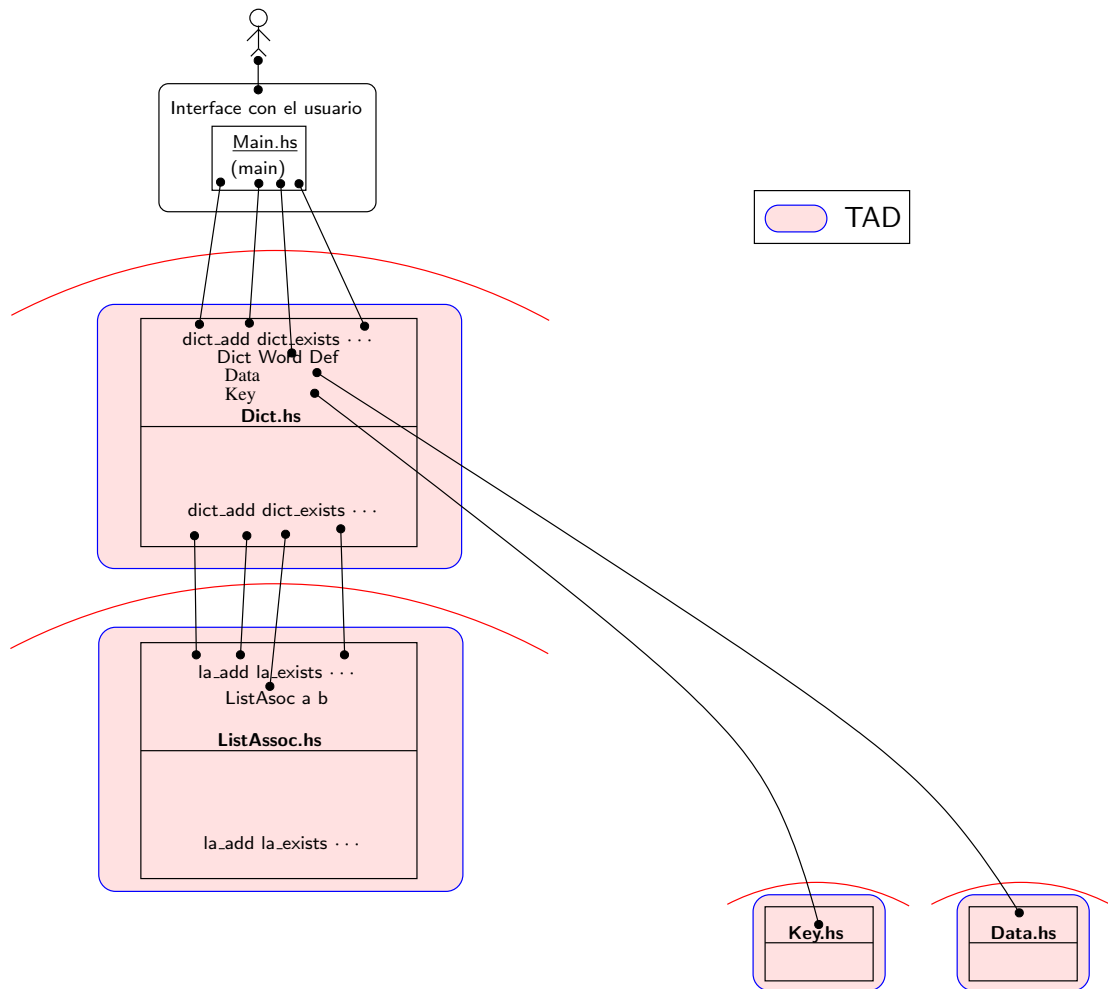 Interface con el usuario
Main.hs
(main)
TAD
dict_add dict_exists ···
Dict Word Def
Data
Key
Dict.hs
dict_add dict_exists ···
la_add la_exists ···
ListAsoc a b
ListAssoc.hs
la_add la_exists ···
Key.hs
Data.hs